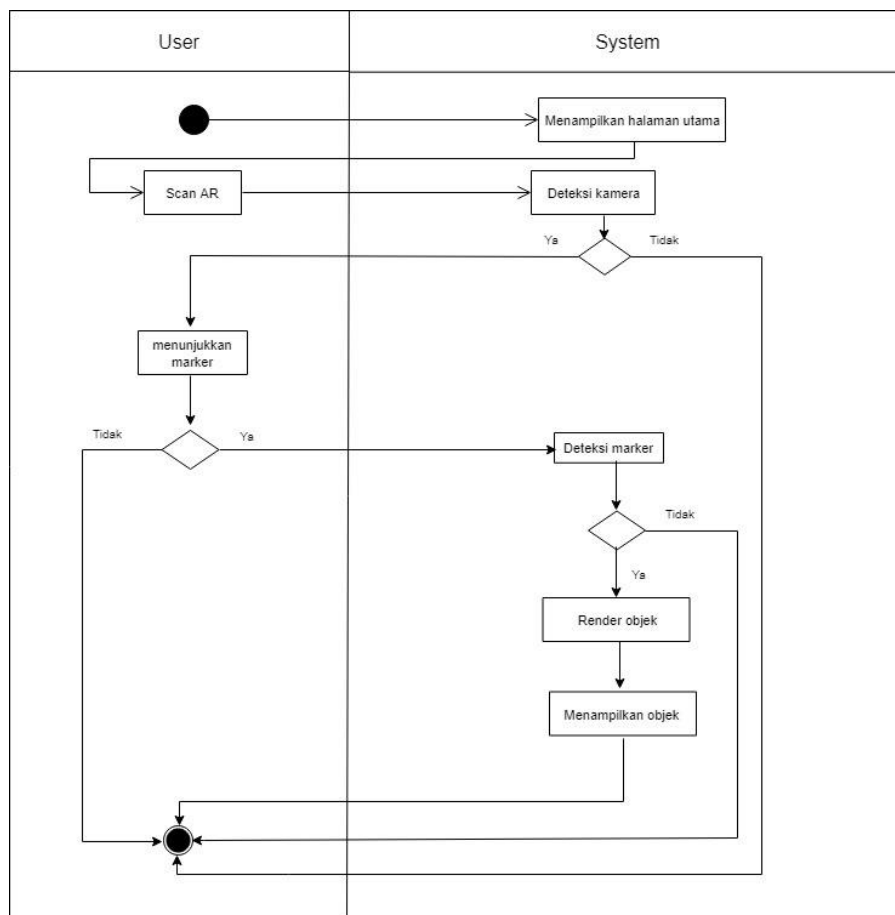 User
System
Menampilkan halaman utama
Scan AR
Deteksi kamera
Ya
Tidak
menunjukkan
marker
Tidak
Ya
Deteksi marker
Tidak
Ya
Render objek
Menampilkan objek